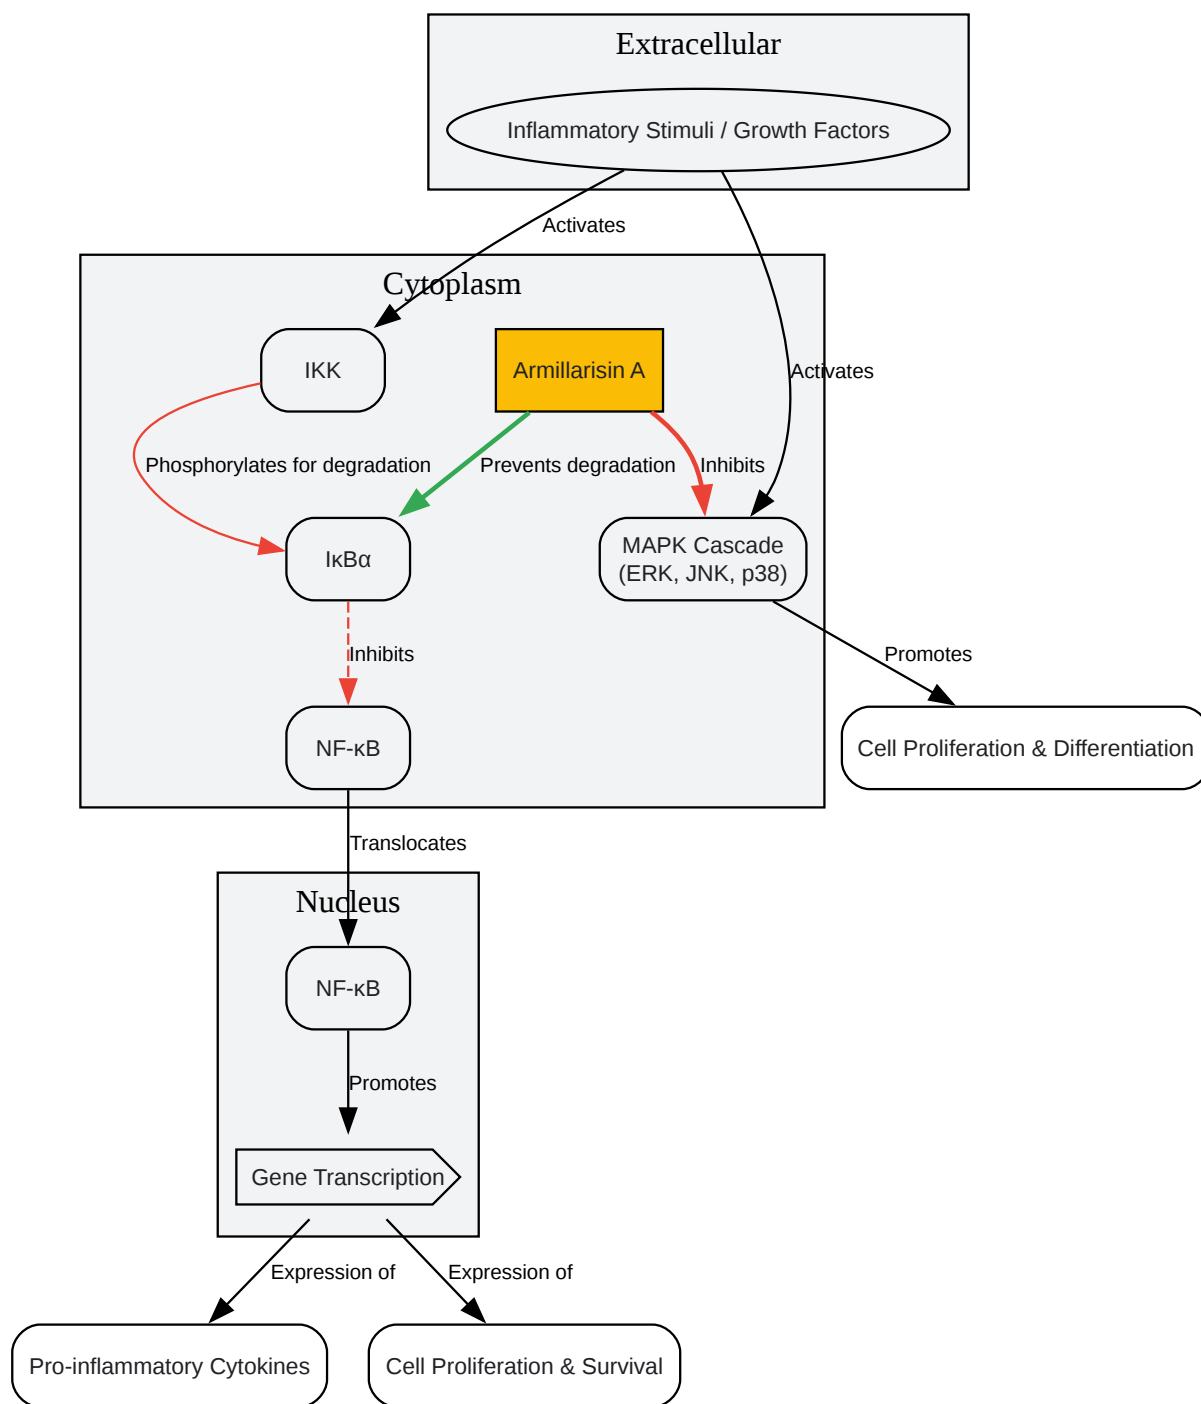 Extracellular
Inflammatory Stimuli / Growth Factors
Activates
Cytoplasm
IKK
Armillarisin A
Activates
Phosphorylates for degradation
Prevents degradation
Inhibits
IκBα
MAPK Cascade
(ERK, JNK, p38)
Inhibits
Promotes
NF-κB
Cell Proliferation & Differentiation
Translocates
Nucleus
NF-κB
Promotes
Gene Transcription
Expression of
Expression of
Pro-inflammatory Cytokines
Cell Proliferation & Survival